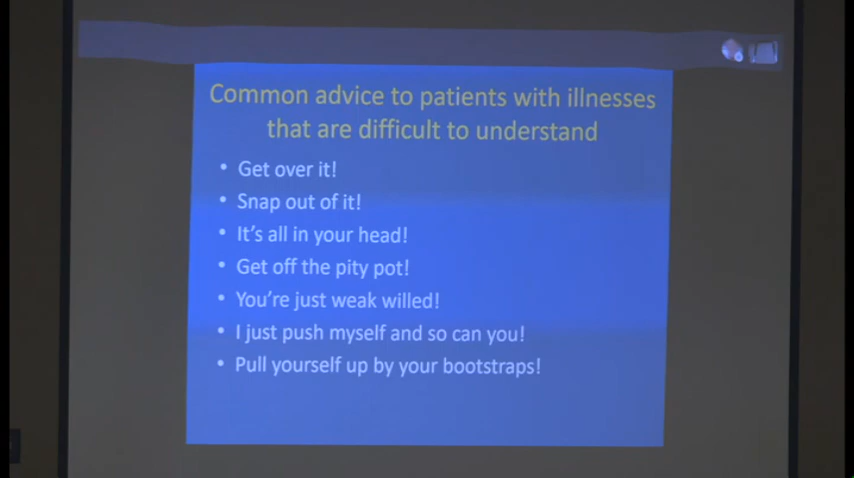 Common advice to patients with illnesses
that are difficult to understand
• Get over it!
• Snap out of it!
• It's all in your head!
• Get off the pity pot!
• You're just weak willed!
• I just push myself and so can you!
• Pull yourself up by your bootstraps!